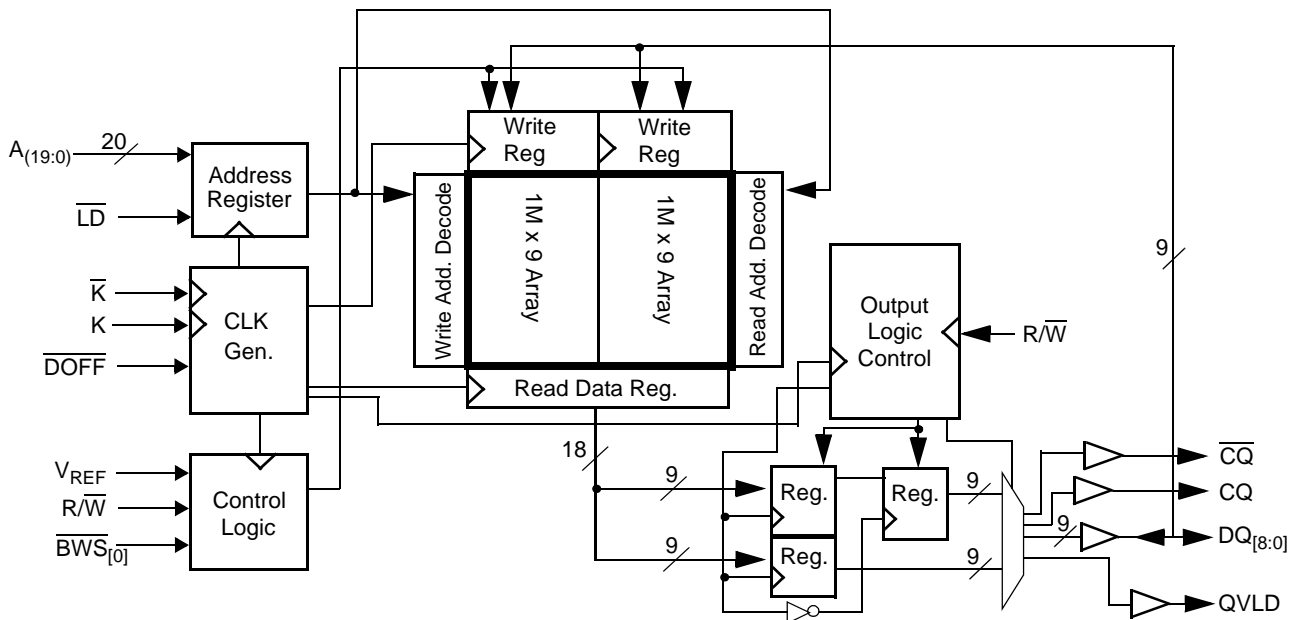 Write
Reg
Write
Reg
A(19:0)
20
LD
Address
Register
Write Add. Decode
1M x 9 Array
1M x 9 Array
Read Add. Decode
9
K
K
DOFF
CLK
Gen.
Output
Logic
Control
R/W
Read Data Reg.
VREF
R/W
BWS[0]
Control
Logic
18
9
Reg.
Reg.
9
CQ
CQ
9
DQ[8:0]
9
Reg.
9
QVLD